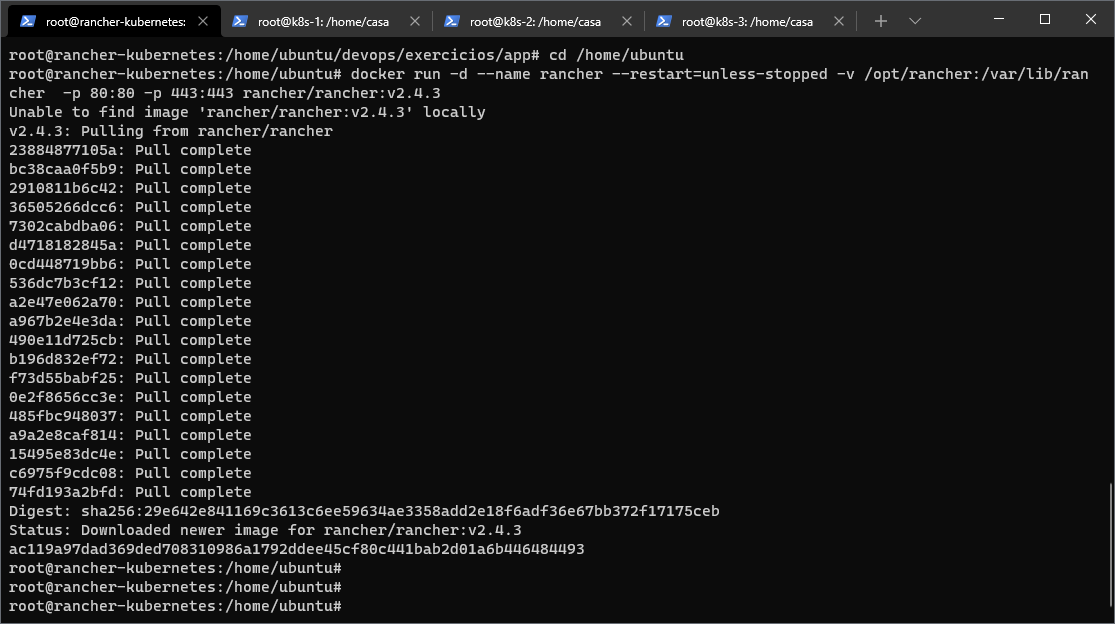 root@rancher-kubernetes: root@k8s-1: /home/casa root@k8s-2: /home/casa root@k8s-3: /home/casa
root@rancher-kubernetes:/home/ubuntu/devops/exercicios/app# cd /home/ubuntu
root@rancher-kubernetes:/home/ubuntu# docker run -d --name rancher --restart=unless-stopped -v /opt/rancher:/var/lib/ran
cher  -p 80:80 -p 443:443 rancher/rancher:v2.4.3
Unable to find image 'rancher/rancher:v2.4.3' locally
v2.4.3: Pulling from rancher/rancher
23884877105a: Pull complete
bc38caa0f5b9: Pull complete
2910811b6c42: Pull complete
36505266dcc6: Pull complete
7302cabdba06: Pull complete
d4718182845a: Pull complete
0cd448719bb6: Pull complete
536dc7b3cf12: Pull complete
a2e47e062a70: Pull complete
a967b2e4e3da: Pull complete
490e11d725cb: Pull complete
b196d832ef72: Pull complete
f73d55babf25: Pull complete
0e2f8656cc3e: Pull complete
485fbc948037: Pull complete
a9a2e8caf814: Pull complete
15495e83dc4e: Pull complete
c6975f9cdc08: Pull complete
74fd193a2bfd: Pull complete
Digest: sha256:29e642e841169c3613c6ee59634ae3358add2e18f6adf36e67bb372f17175ceb
Status: Downloaded newer image for rancher/rancher:v2.4.3
ac119a97dad369ded708310986a1792ddee45cf80c441bab2d01a6b446484493
root@rancher-kubernetes:/home/ubuntu#
root@rancher-kubernetes:/home/ubuntu#
root@rancher-kubernetes:/home/ubuntu#